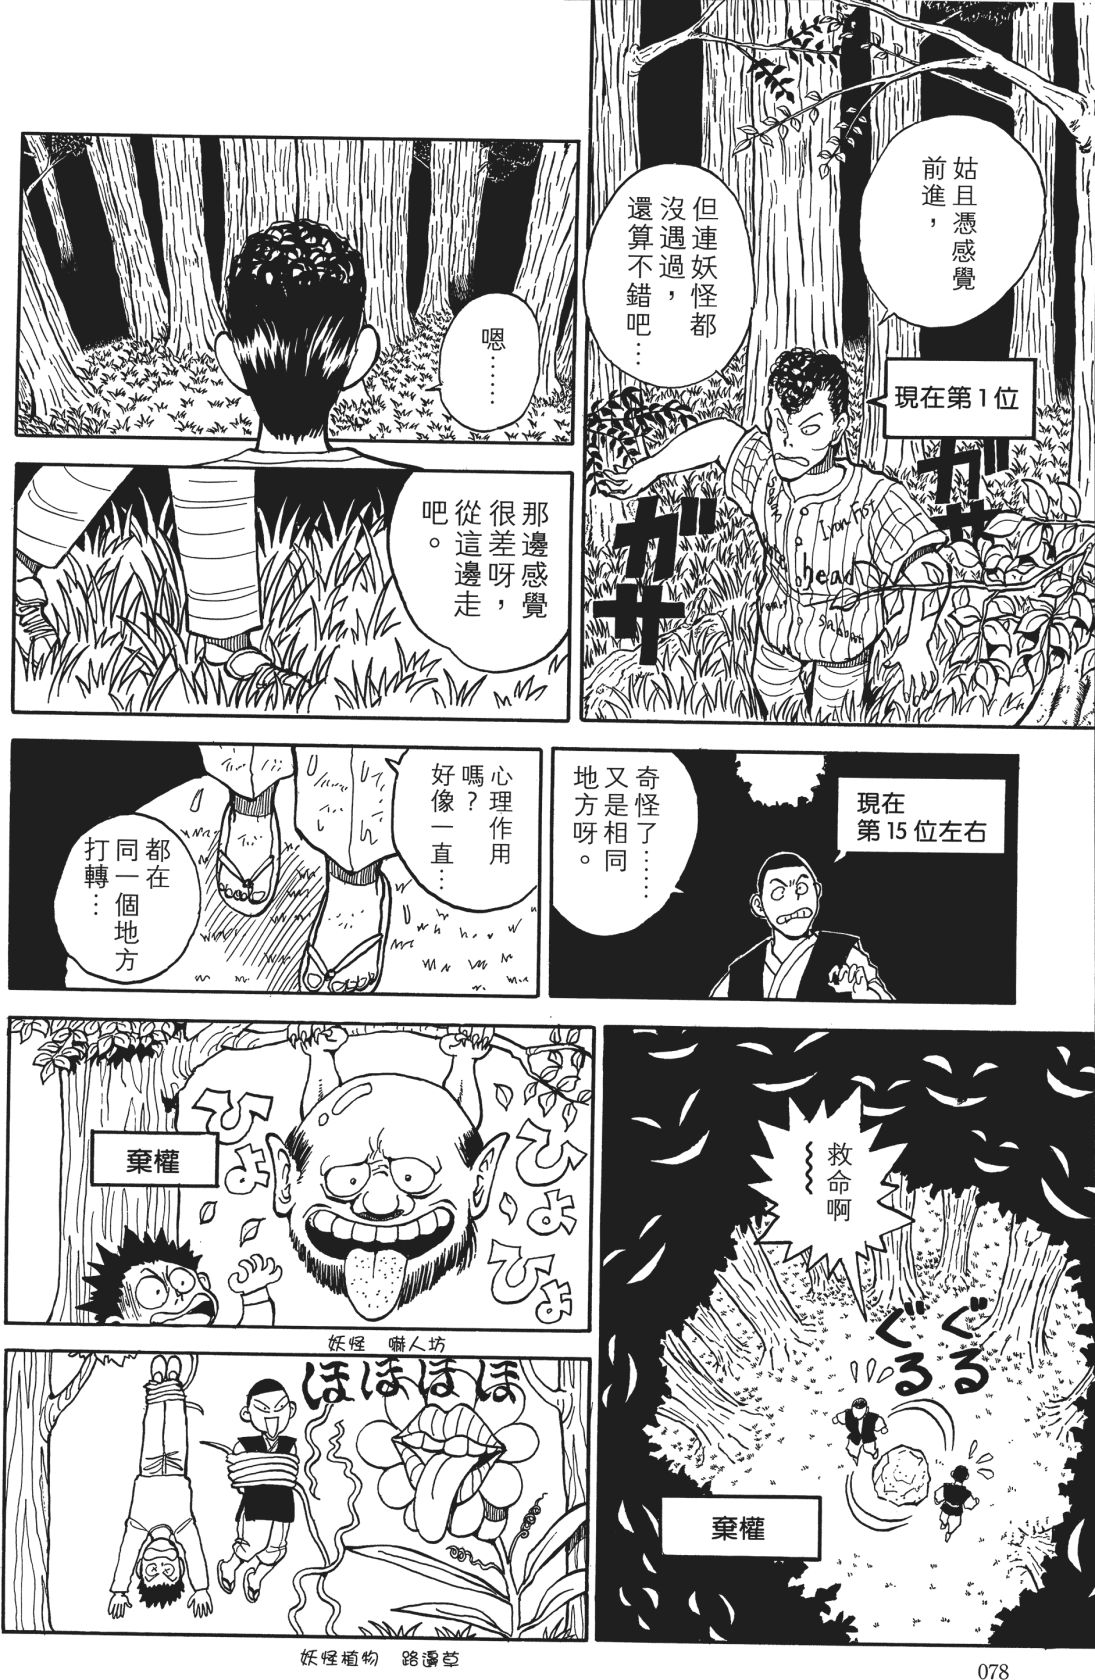 姑且憑感覺
前進，
但連妖怪都
沒遇過，
還算不錯吧…
現在第1位
ガサ
ガサ
Iron Fist
head
嗯………
那邊感覺
很差呀，
從這邊走
吧。
現在
第15位左右
奇怪了……
又是相同
地方呀。
心理作用
嗎？
好像一直…
都在
同一個地方
打轉…
救命啊
～～
ぐるぐる
棄權
棄權
ひょ
ひょ
ひょひょ
妖怪 嚇人坊
ほほほほ
妖怪植物 路邊草
078